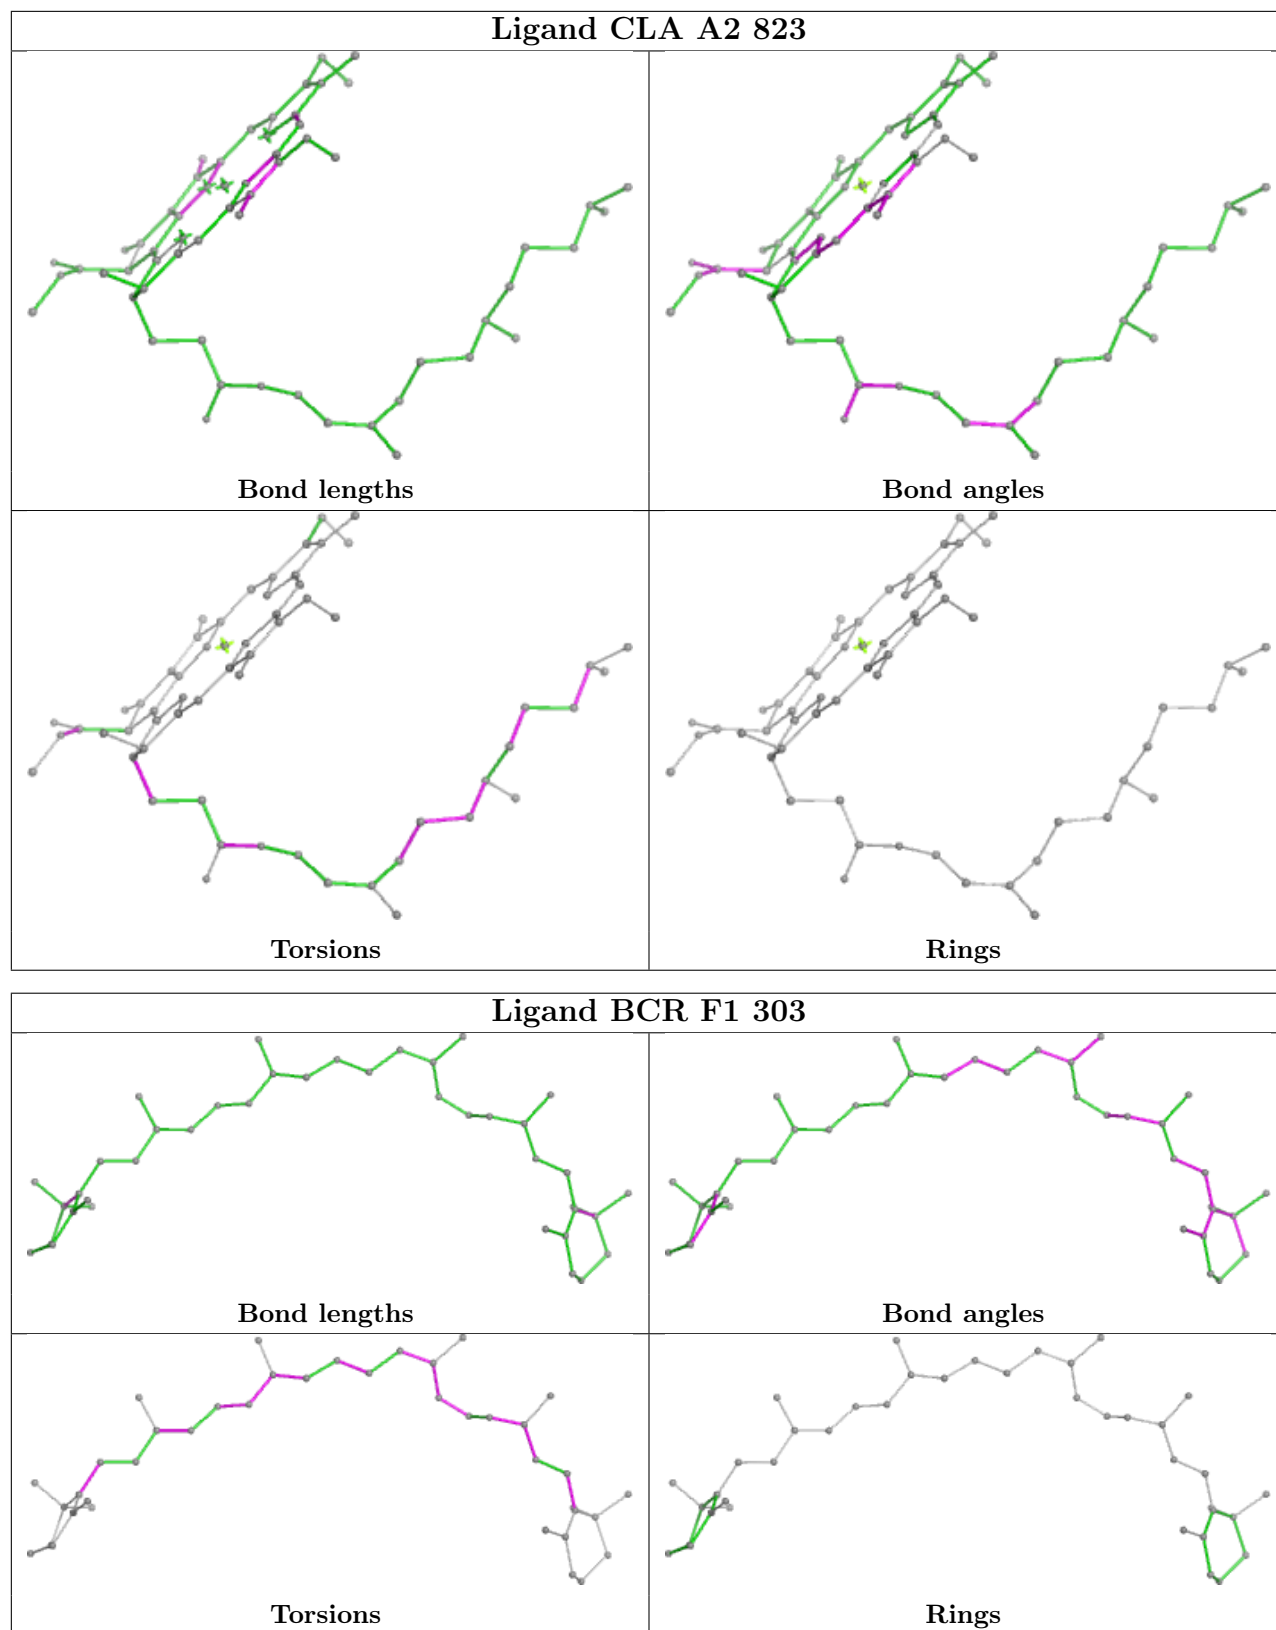 Ligand CLA A2 823
Bond lengths
Bond angles
Torsions
Rings
Ligand BCR F1 303
Bond lengths
Bond angles
Torsions
Rings